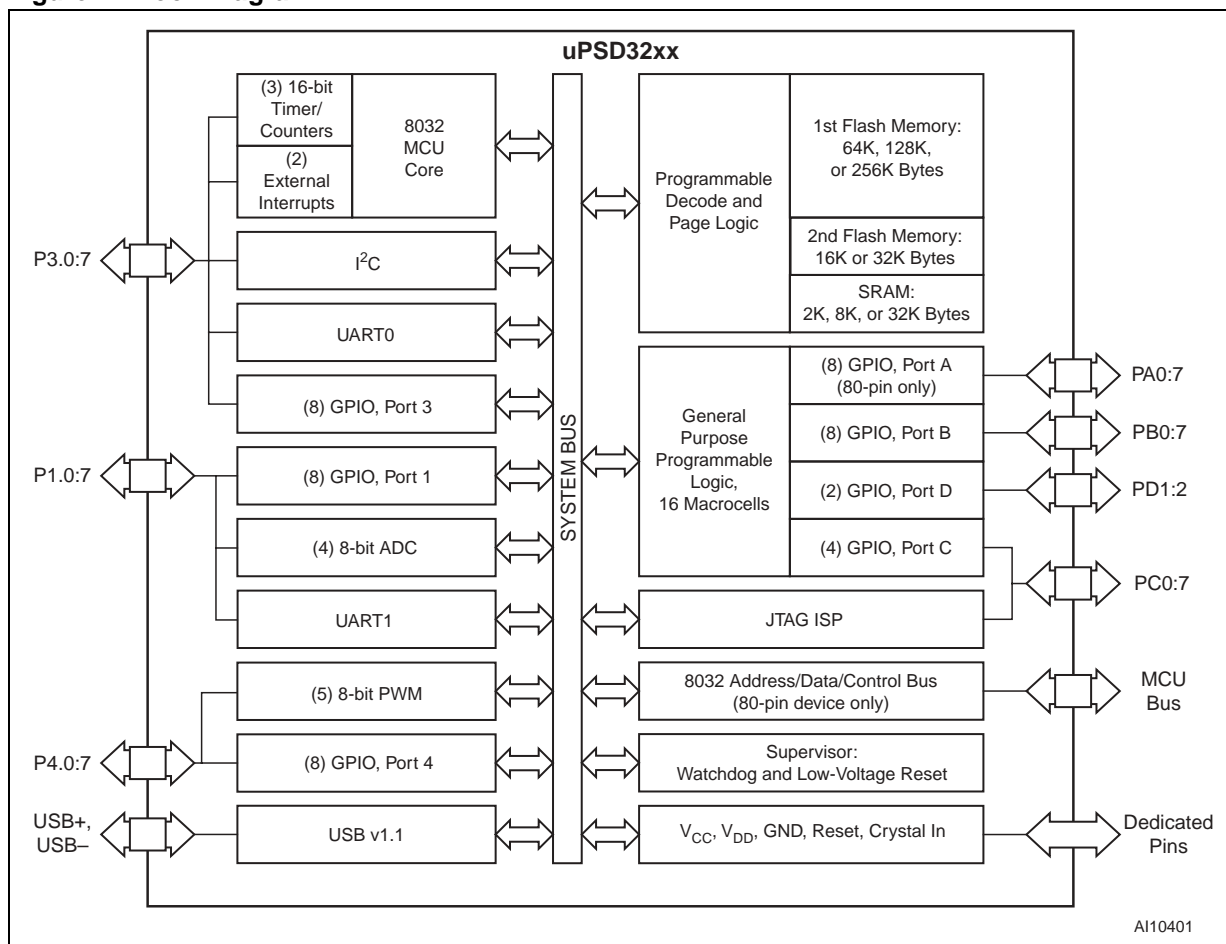 uPSD32xx
(3) 16-bit
Timer/
Counters
(2)
External
Interrupts
8032
MCU
Core
I2C
UART0
(8) GPIO, Port 3
(8) GPIO, Port 1
(4) 8-bit ADC
UART1
(5) 8-bit PWM
(8) GPIO, Port 4
USB v1.1
P3.0:7
P1.0:7
P4.0:7
USB+,
USB–
SYSTEM BUS
Programmable
Decode and
Page Logic
1st Flash Memory:
64K, 128K,
or 256K Bytes
2nd Flash Memory:
16K or 32K Bytes
SRAM:
2K, 8K, or 32K Bytes
General
Purpose
Programmable
Logic,
16 Macrocells
(8) GPIO, Port A
(80-pin only)
(8) GPIO, Port B
(2) GPIO, Port D
(4) GPIO, Port C
JTAG ISP
8032 Address/Data/Control Bus
(80-pin device only)
Supervisor:
Watchdog and Low-Voltage Reset
VCC, VDD, GND, Reset, Crystal In
PA0:7
PB0:7
PD1:2
PC0:7
MCU
Bus
Dedicated
Pins
AI10401